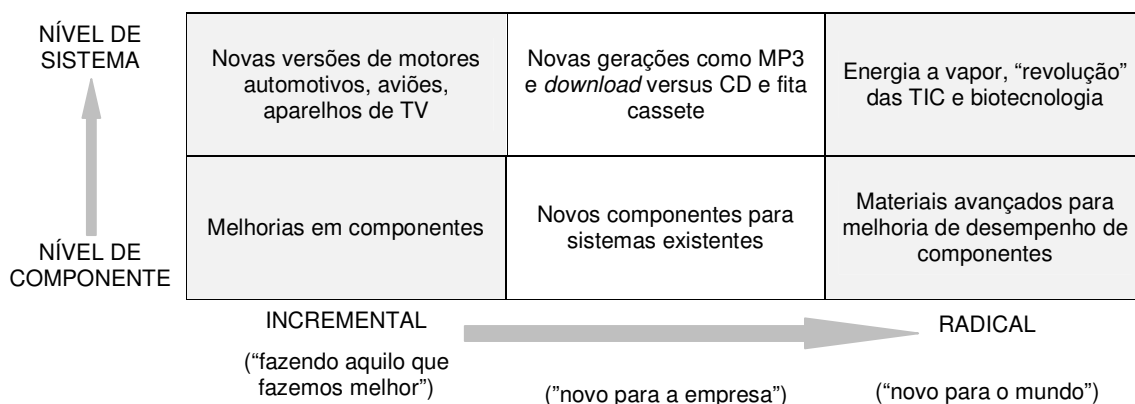 NÍVEL DE
SISTEMA
Novas versões de motores
automotivos, aviões,
aparelhos de TV
Novas gerações como MP3
e download versus CD e fita
cassete
Energia a vapor, “revolução”
das TIC e biotecnologia
NÍVEL DE
COMPONENTE
Melhorias em componentes
Novos componentes para
sistemas existentes
Materiais avançados para
melhoria de desempenho de
componentes
INCREMENTAL
RADICAL
(“fazendo aquilo que
fazemos melhor”)
(”novo para a empresa”)
(“novo para o mundo”)